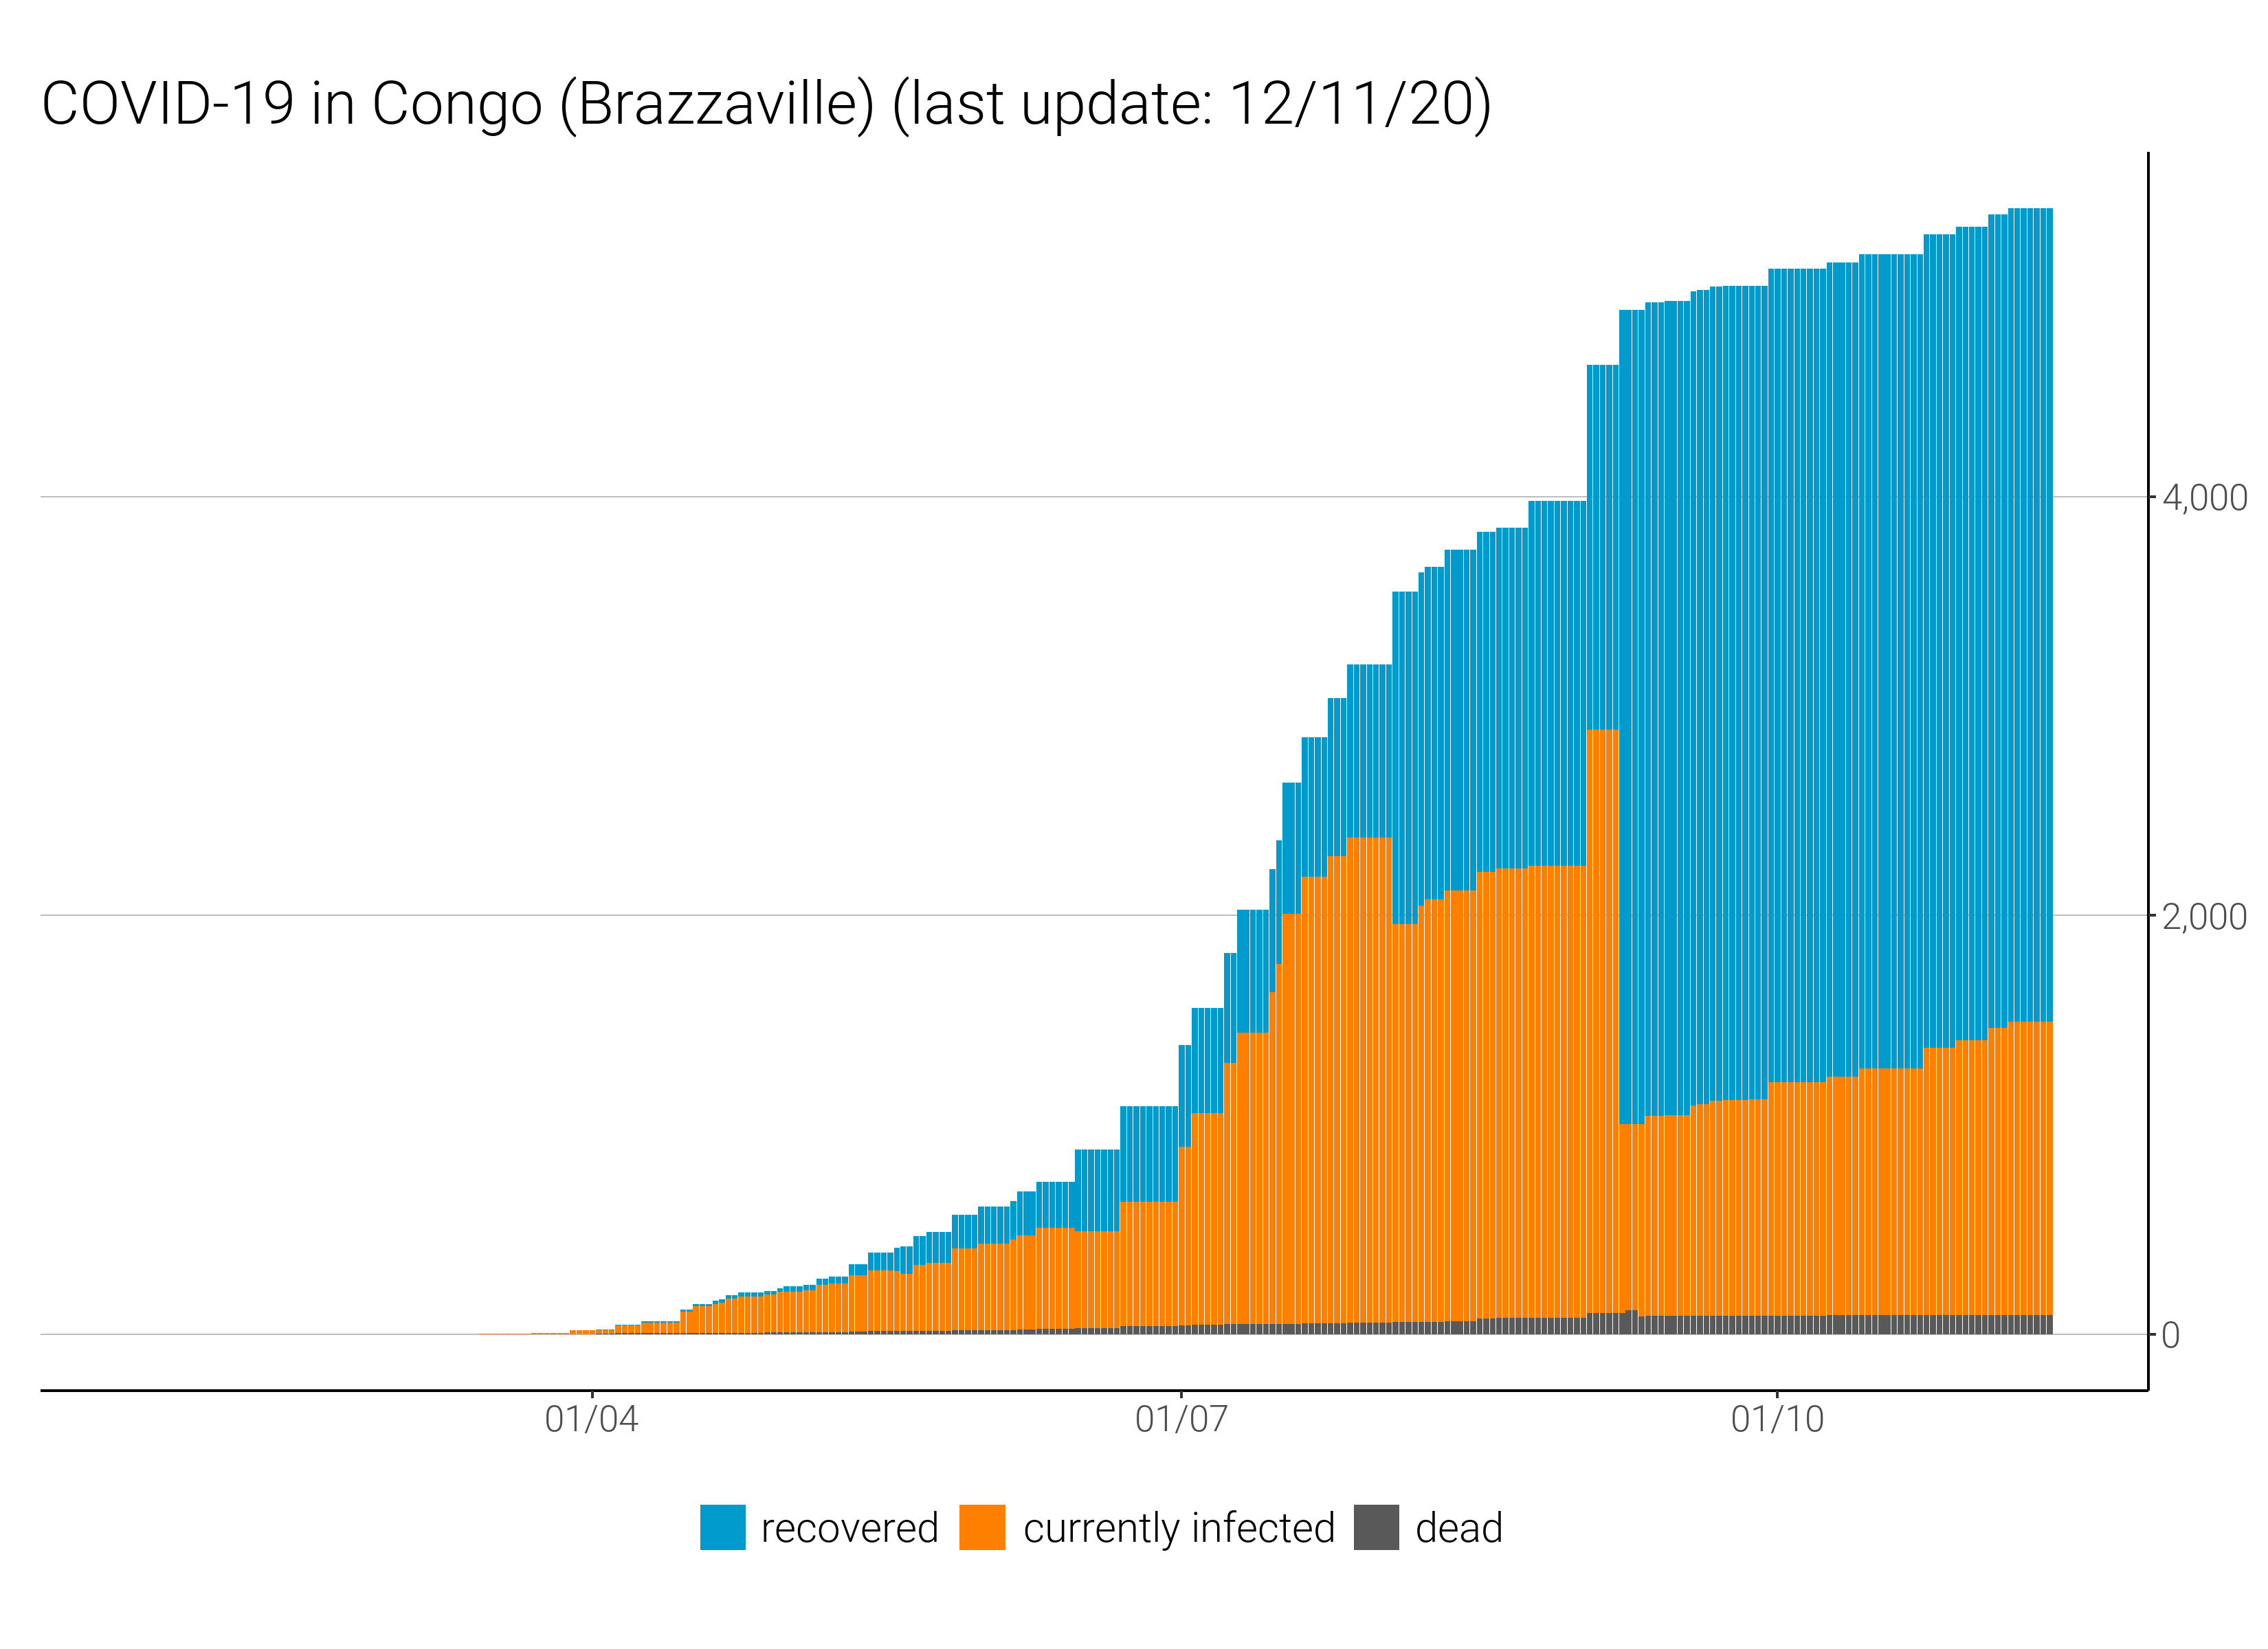 COVID-19 in Congo (Brazzaville) (last update: 12/11/20)
4,000
2,000
0
01/04 01/07 01/10
recovered currently infected dead